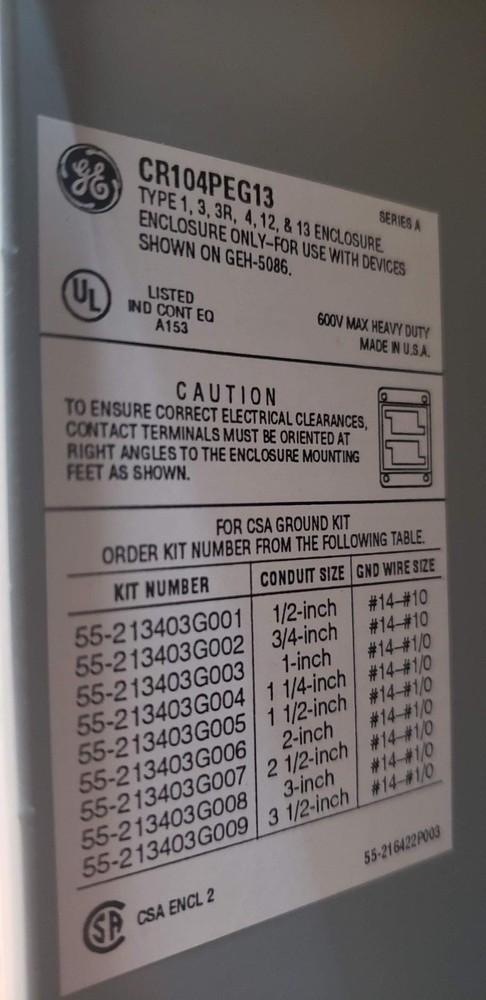 GE
CR104PEG13
SERIES A
TYPE 1, 3, 3R, 4, 12, & 13 ENCLOSURE
ENCLOSURE ONLY-FOR USE WITH DEVICES
SHOWN ON GEH-5086.
UL
LISTED
IND CONT EQ
A153
600V MAX HEAVY DUTY
MADE IN U.S.A.
CAUTION
TO ENSURE CORRECT ELECTRICAL CLEARANCES,
CONTACT TERMINALS MUST BE ORIENTED AT
RIGHT ANGLES TO THE ENCLOSURE MOUNTING
FEET AS SHOWN.
FOR CSA GROUND KIT
ORDER KIT NUMBER FROM THE FOLLOWING TABLE.
KIT NUMBER CONDUIT SIZE GND WIRE SIZE
55-213403G001 1/2-inch #14-#10
55-213403G002 3/4-inch #14-#10
55-213403G003 1-inch #14-#1/0
55-213403G004 1 1/4-inch #14-#1/0
55-213403G005 1 1/2-inch #14-#1/0
55-213403G006 2-inch #14-#1/0
55-213403G007 2 1/2-inch #14-#1/0
55-213403G008 3-inch #14-#1/0
55-213403G009 3 1/2-inch #14-#1/0
55-216422P003
SA CSA ENCL 2